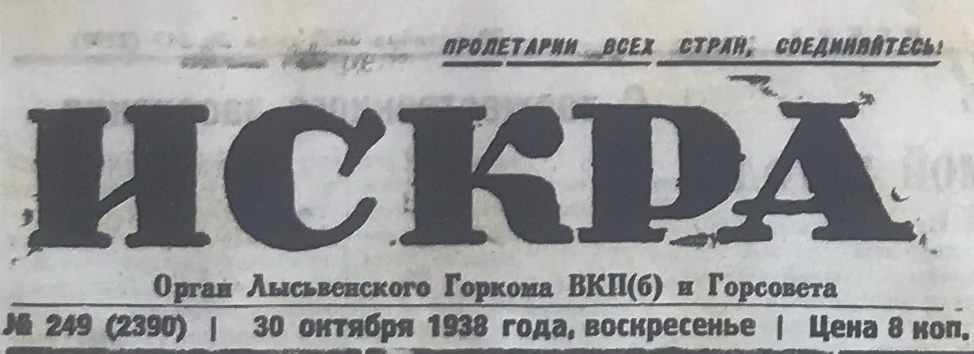 ПРОЛЕТАРИИ ВСЕХ СТРАН, СОЕДИНЯЙТЕСЬ!
ИСКРА
Орган Лысьвенского Горкома ВКП(б) и Горсовета
№ 249 (2390) | 30 октября 1938 года, воскресенье | Цена 8 коп.